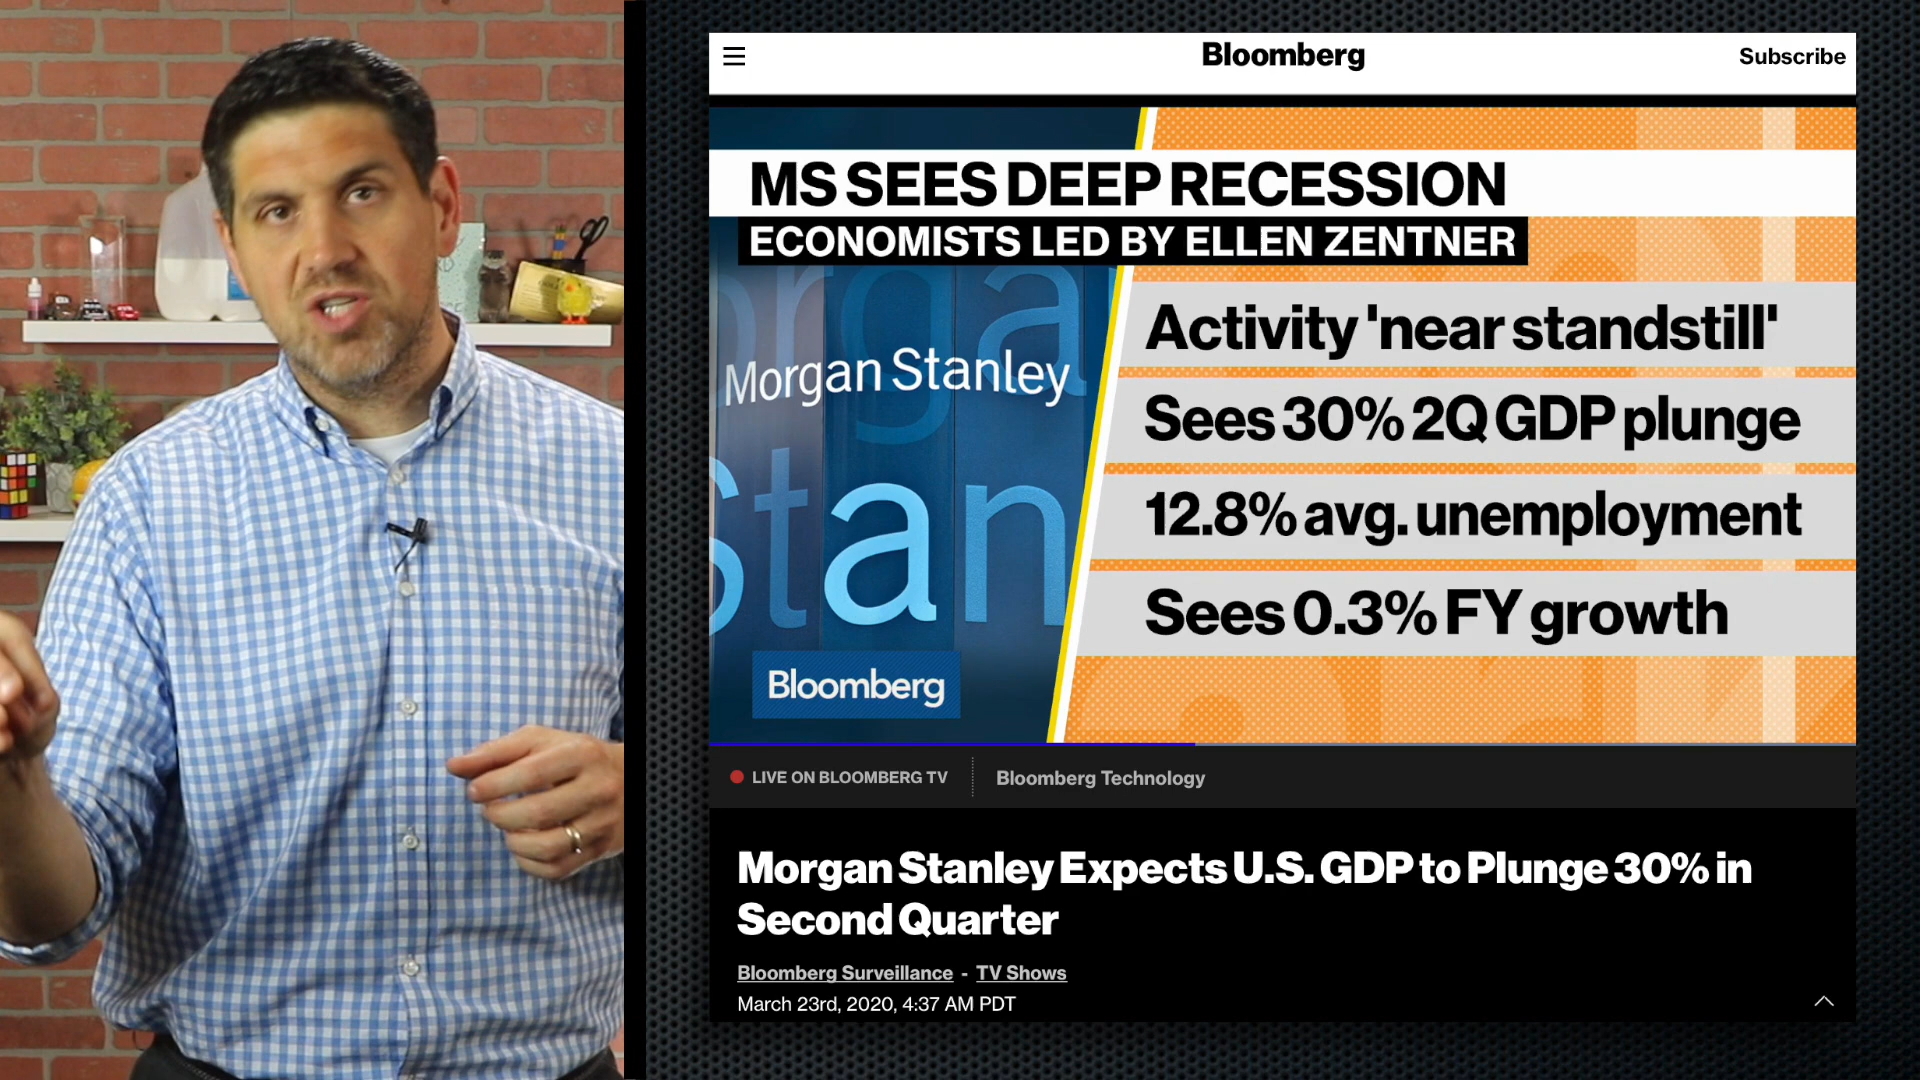 Bloomberg
Subscribe
MS SEES DEEP RECESSION
ECONOMISTS LED BY ELLEN ZENTNER
Activity 'near standstill'
Sees 30% 2Q GDP plunge
12.8% avg. unemployment
Sees 0.3% FY growth
orga
Morgan Stanley
Stan
Bloomberg
LIVE ON BLOOMBERG TV
Bloomberg Technology
Morgan Stanley Expects U.S. GDP to Plunge 30% in
Second Quarter
Bloomberg Surveillance - TV Shows
March 23rd, 2020, 4:37 AM PDT